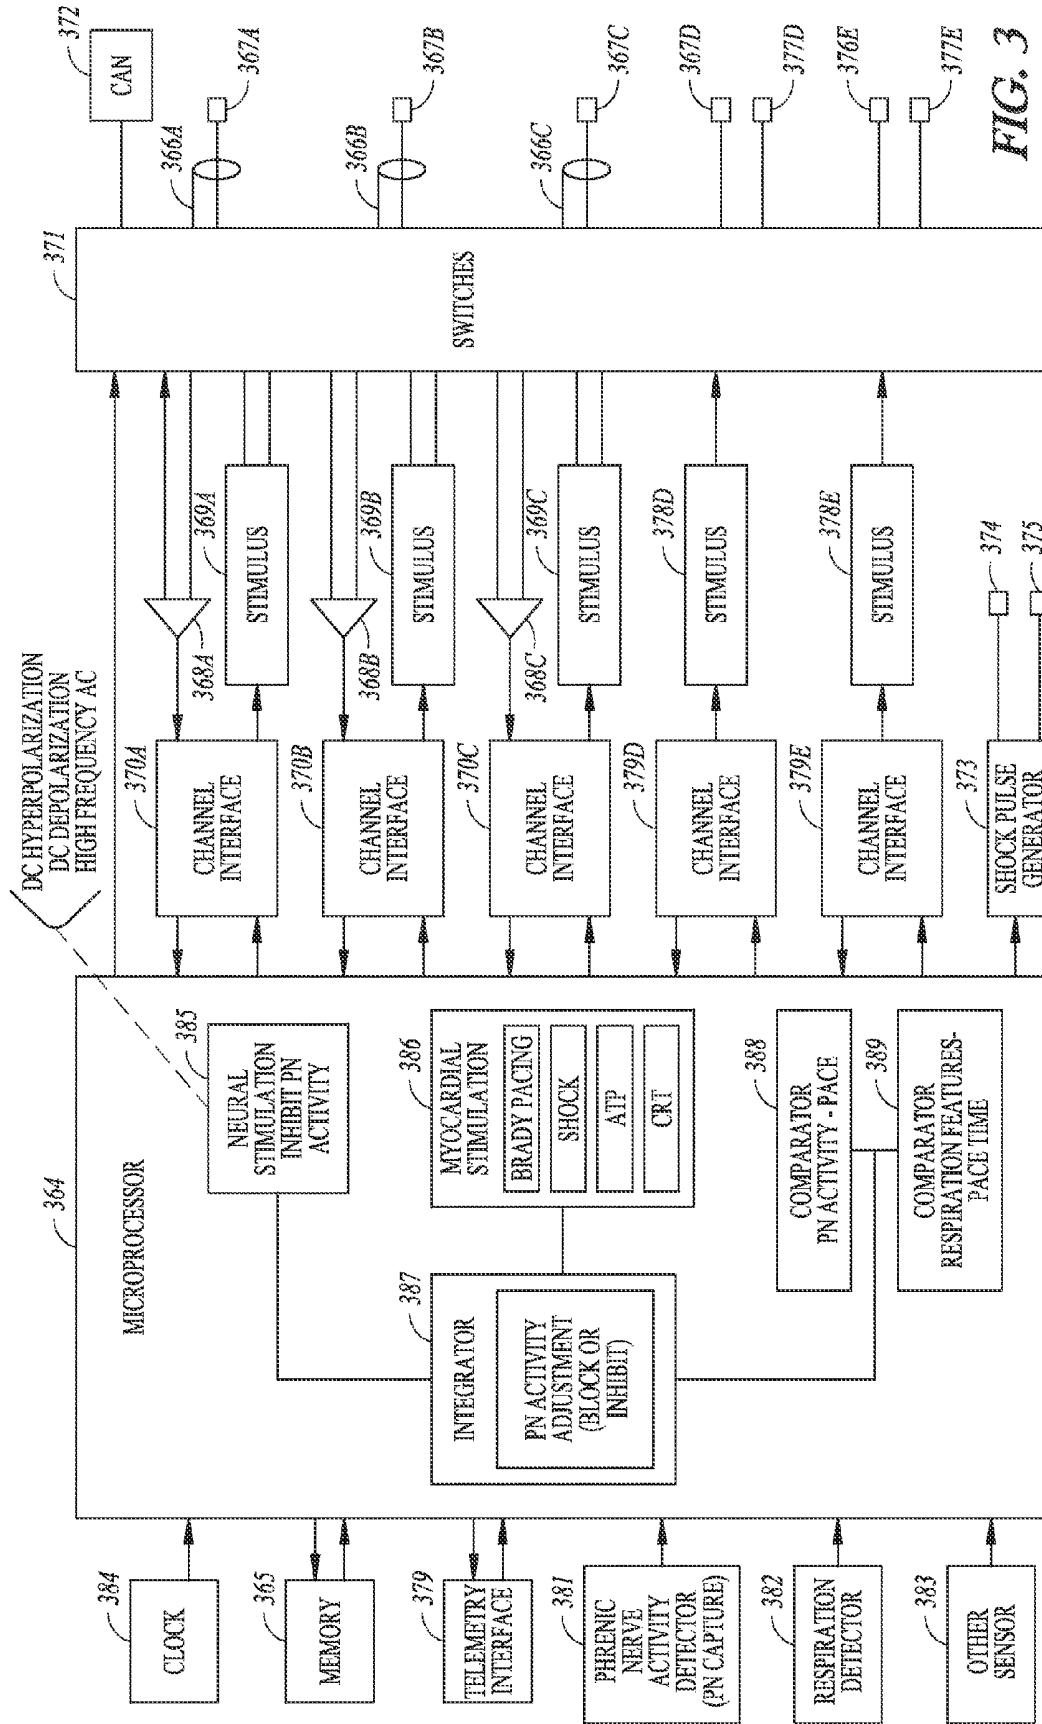 384
CLOCK
365
MEMORY
379
TELEMETRY
INTERFACE
381
PHRENIC
NERVE
ACTIVITY
DETECTOR
(PN CAPTURE)
382
RESPIRATION
DETECTOR
383
OTHER
SENSOR
364
MICROPROCESSOR
385
NEURAL
STIMULATION
INHIBIT PN
ACTIVITY
DC HYPERPOLARIZATION
DC DEPOLARIZATION
HIGH FREQUENCY AC
387
INTEGRATOR
PN ACTIVITY
ADJUSTMENT
(BLOCK OR
INHIBIT)
386
MYOCARDIAL
STIMULATION
BRADY PACING
SHOCK
ATP
CRT
388
COMPARATOR
PN ACTIVITY - PACE
389
COMPARATOR
RESPIRATION FEATURES-
PACE TIME
370A
CHANNEL
INTERFACE
368A
369A
STIMULUS
370B
CHANNEL
INTERFACE
368B
369B
STIMULUS
370C
CHANNEL
INTERFACE
368C
369C
STIMULUS
379D
CHANNEL
INTERFACE
378D
STIMULUS
379E
CHANNEL
INTERFACE
378E
STIMULUS
373
SHOCK PULSE
GENERATOR
374
375
371
SWITCHES
372
CAN
366A
367A
366B
367B
366C
367C
367D
377D
376E
377E
FIG. 3